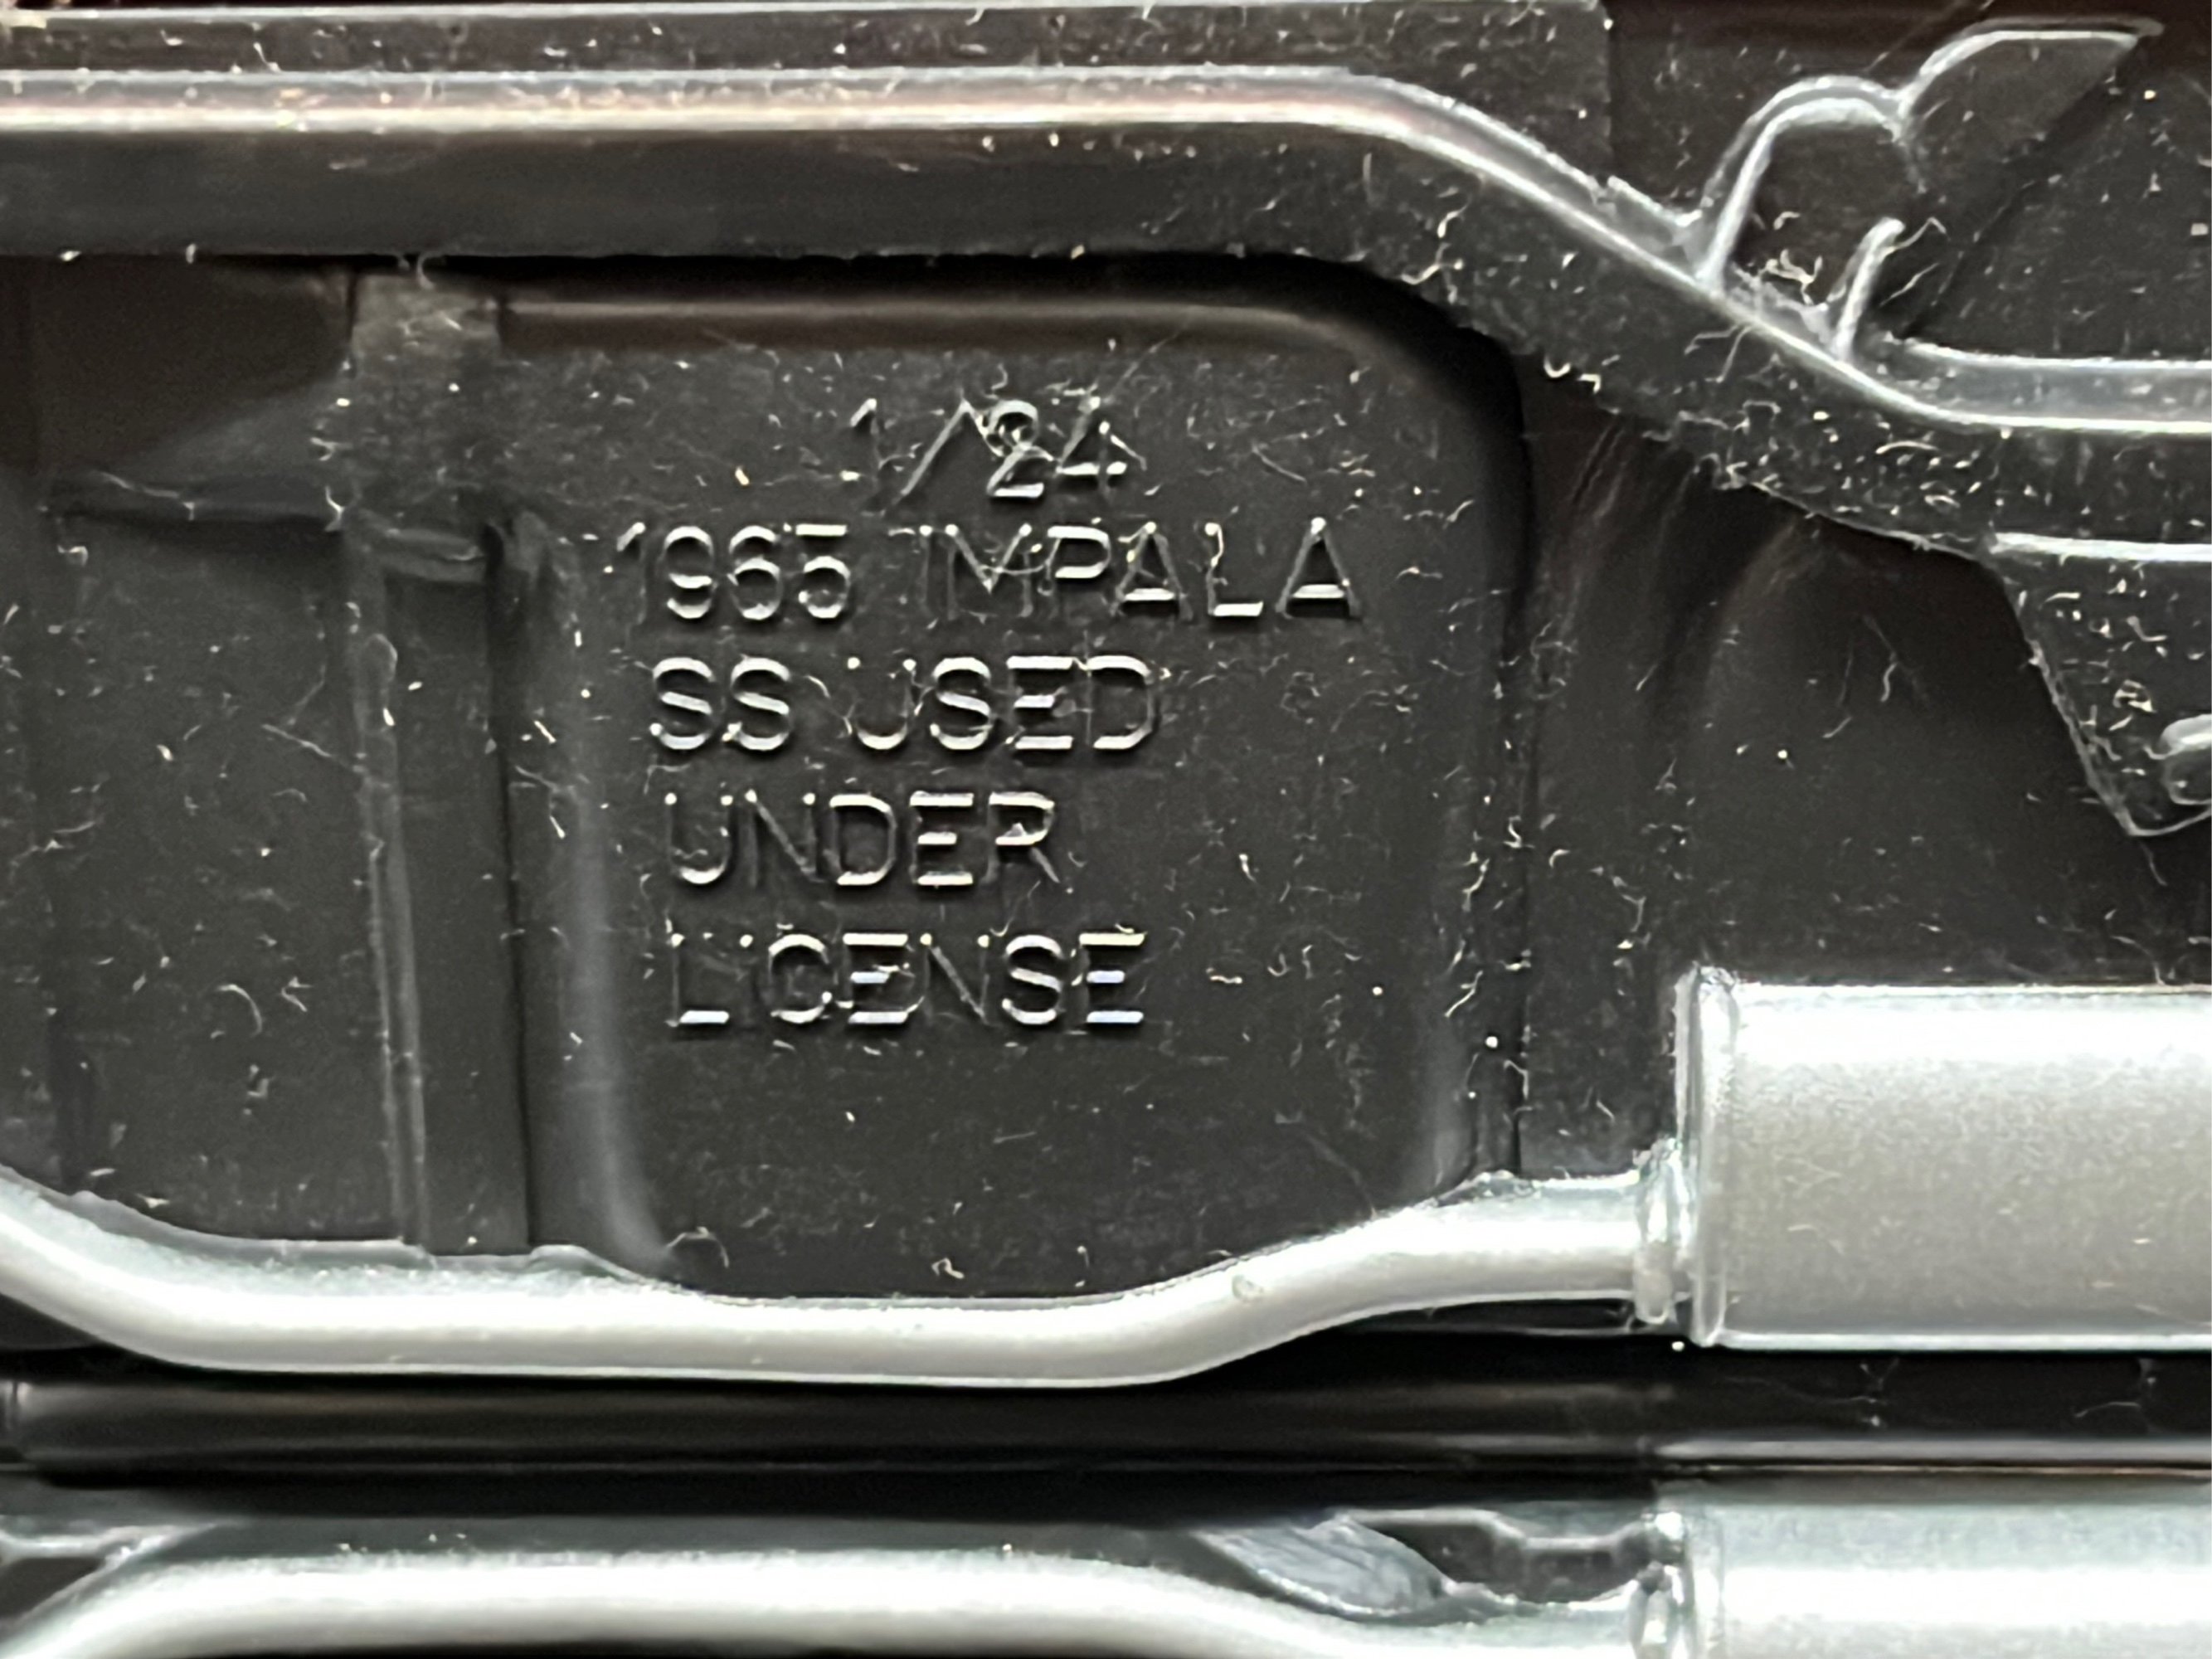 1/24
1965 IMPALA
SS USED
UNDER
LICENSE